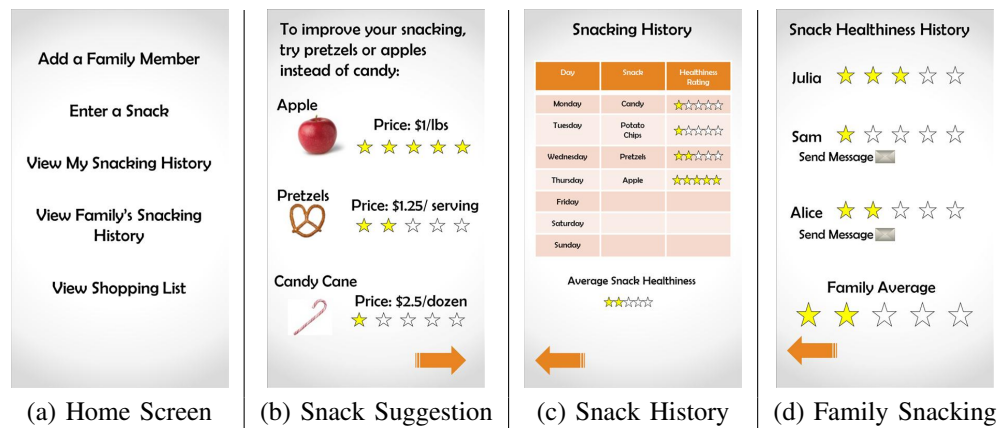 Add a Family Member
Enter a Snack
View My Snacking History
View Family's Snacking
History
View Shopping List
(a) Home Screen
To improve your snacking,
try pretzels or apples
instead of candy:
Apple
Price: $1/lbs
Pretzels
Price: $1.25/ serving
Candy Cane
Price: $2.5/dozen
(b) Snack Suggestion
Snacking History
Day Snack Healthiness
Rating
Monday Candy
Tuesday Potato
Chips
Wednesday Pretzels
Thursday Apple
Friday
Saturday
Sunday
Average Snack Healthiness
(c) Snack History
Snack Healthiness History
Julia
Sam
Send Message
Alice
Send Message
Family Average
(d) Family Snacking